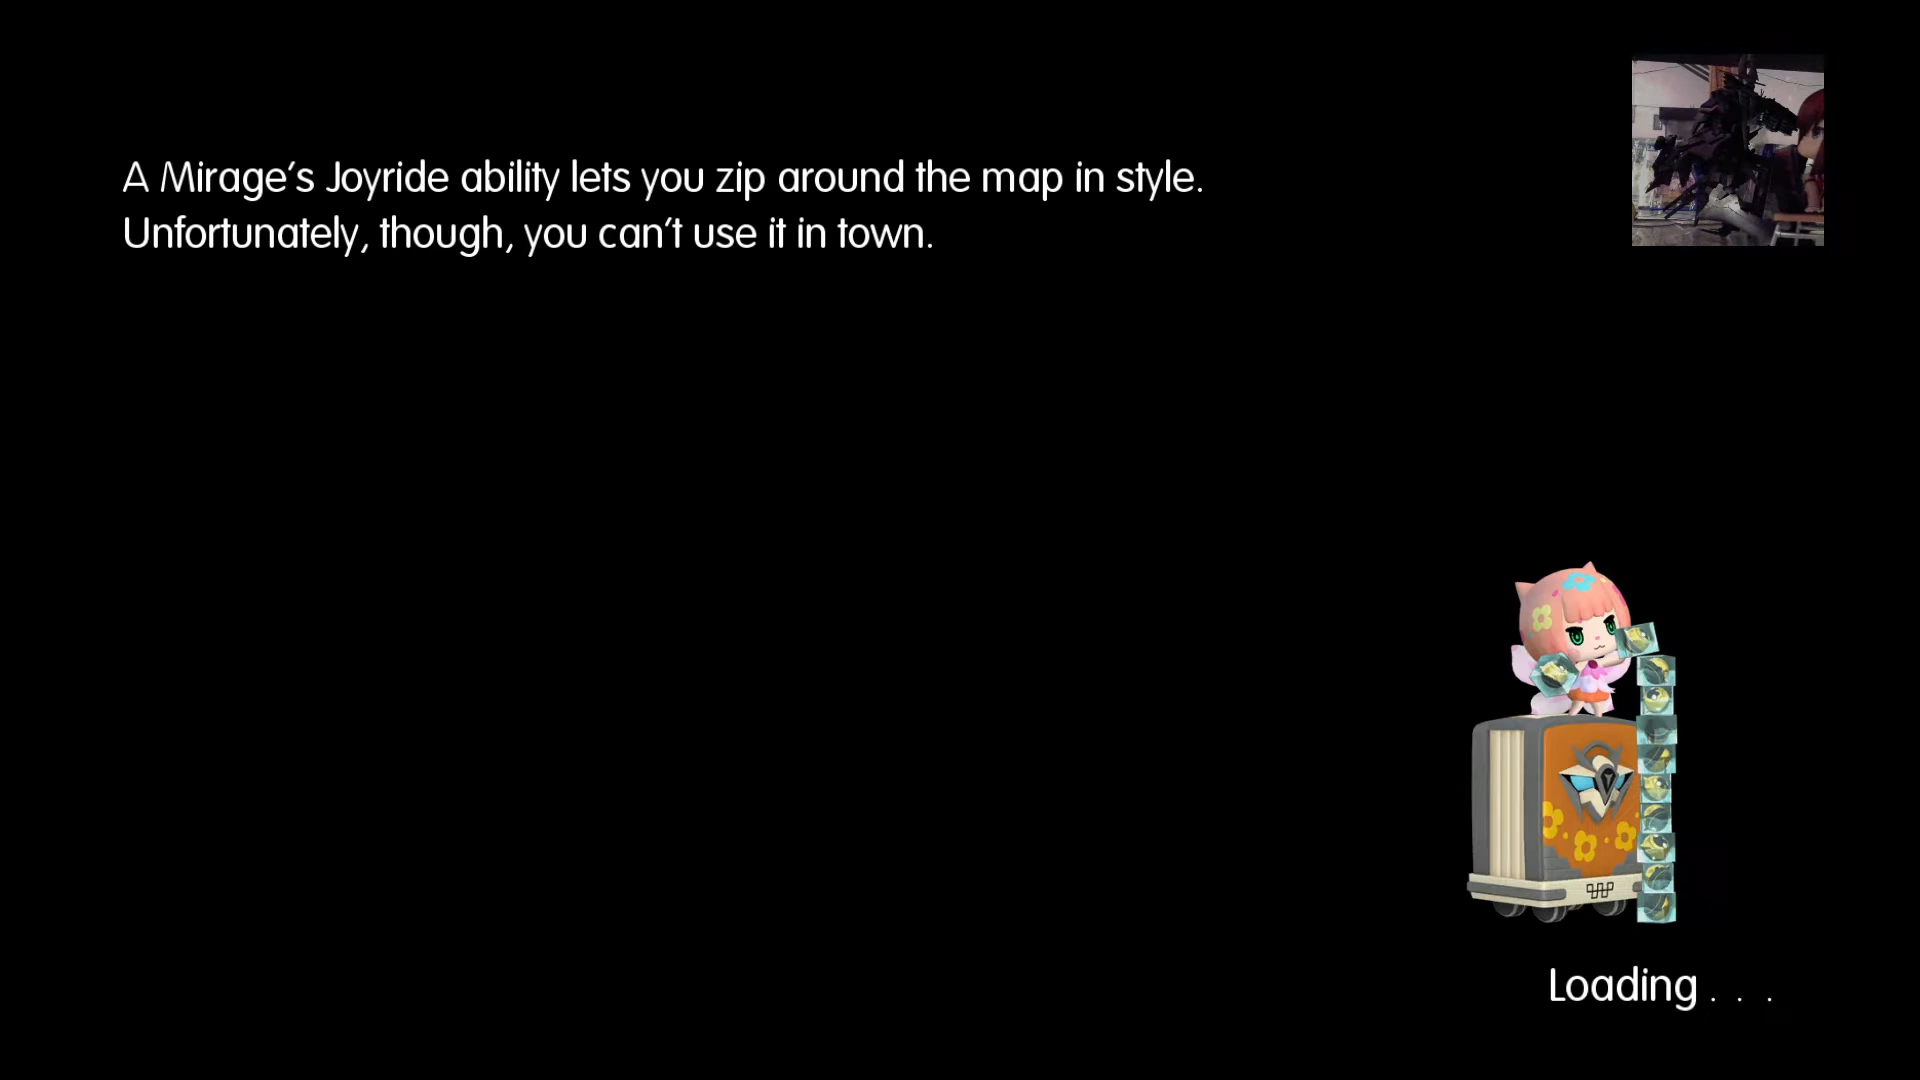 A Mirage's Joyride ability lets you zip around the map in style.
Unfortunately, though, you can't use it in town.
Loading . . .